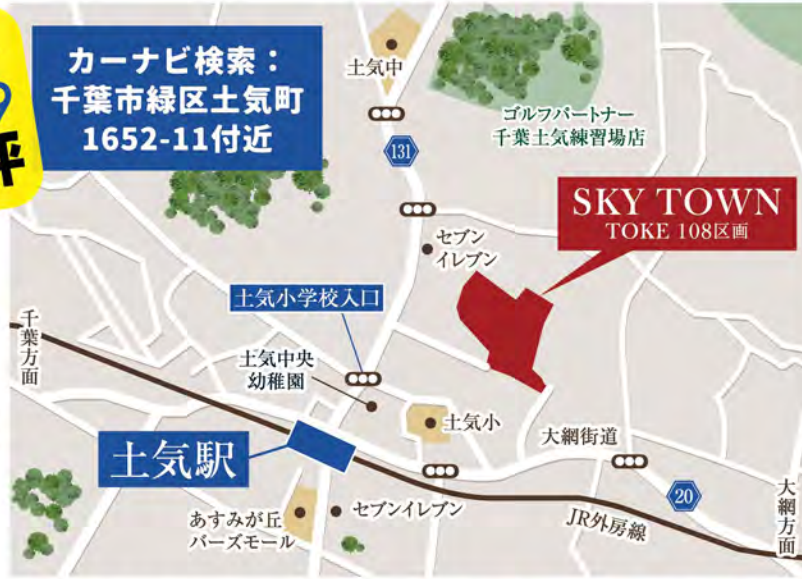 カーナビ検索：
千葉市緑区土気町
1652-11付近
坪
土気中
ゴルフパートナー
千葉土気練習場店
131
SKY TOWN
TOKE 108区画
セブン
イレブン
土気小学校入口
千葉方面
土気中央
幼稚園
土気小
大網街道
土気駅
20
大網方面
あすみが丘
バーズモール
セブンイレブン
JR外房線